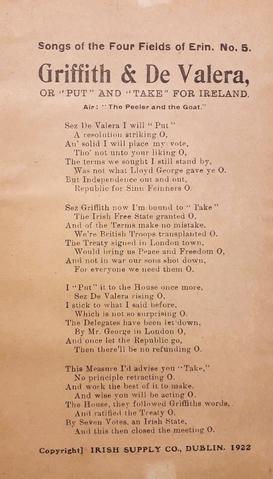 Songs of the Four Fields of Erin. No. 5.
Griffith & De Valera,
OR "PUT" AND "TAKE" FOR IRELAND.
Air: "The Peeler and the Goat."
Sez De Valera I will "Put"
A resolution striking O,
An' solid I will place my vote,
Tho' not unto your liking O,
The terms we sought I still stand by,
Was not what Lloyd George gave ye O.
But Independence out and out,
Republic for Sinn Feinners O.
Sez Griffith now I'm bound to "Take"
The Irish Free State granted O,
And of the Terms make no mistake,
We're British Troops transplanted O.
The Treaty signed in London town,
Would bring us Peace and Freedom O,
And not in war our sons shot down,
For everyone we need them O.
I "Put" it to the House once more,
Sez De Valera rising O,
I stick to what I said before,
Which is not so surprising O.
The Delegates have been let down,
By Mr. George in London O,
And once let the Republic go,
Then there'll be no refunding O.
This Measure I'd advise you "Take,"
No principle retracting O.
And work the best of it to make.
And wise you will be acting O.
The House, they followed Griffiths words,
And ratified the Treaty O.
By Seven Votes, an Irish State,
And this then closed the meeting O.
Copyright] IRISH SUPPLY CO., DUBLIN. 1922